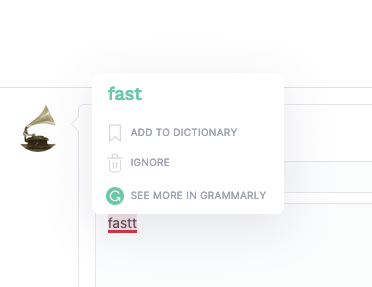 fast
ADD TO DICTIONARY
IGNORE
SEE MORE IN GRAMMARLY
fastt